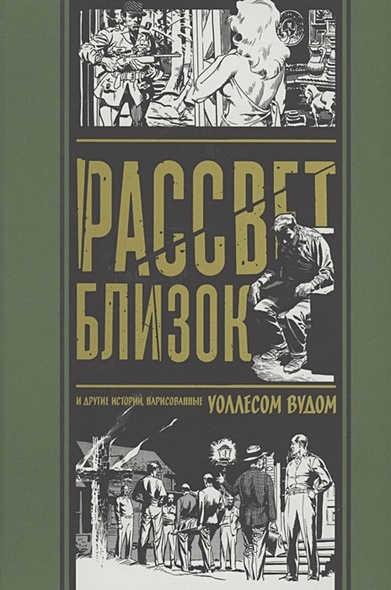 РАССВЕТ
БЛИЗОК
И ДРУГИЕ ИСТОРИИ, НАРИСОВАННЫЕ УОЛЛЕСОМ ВУДОМ